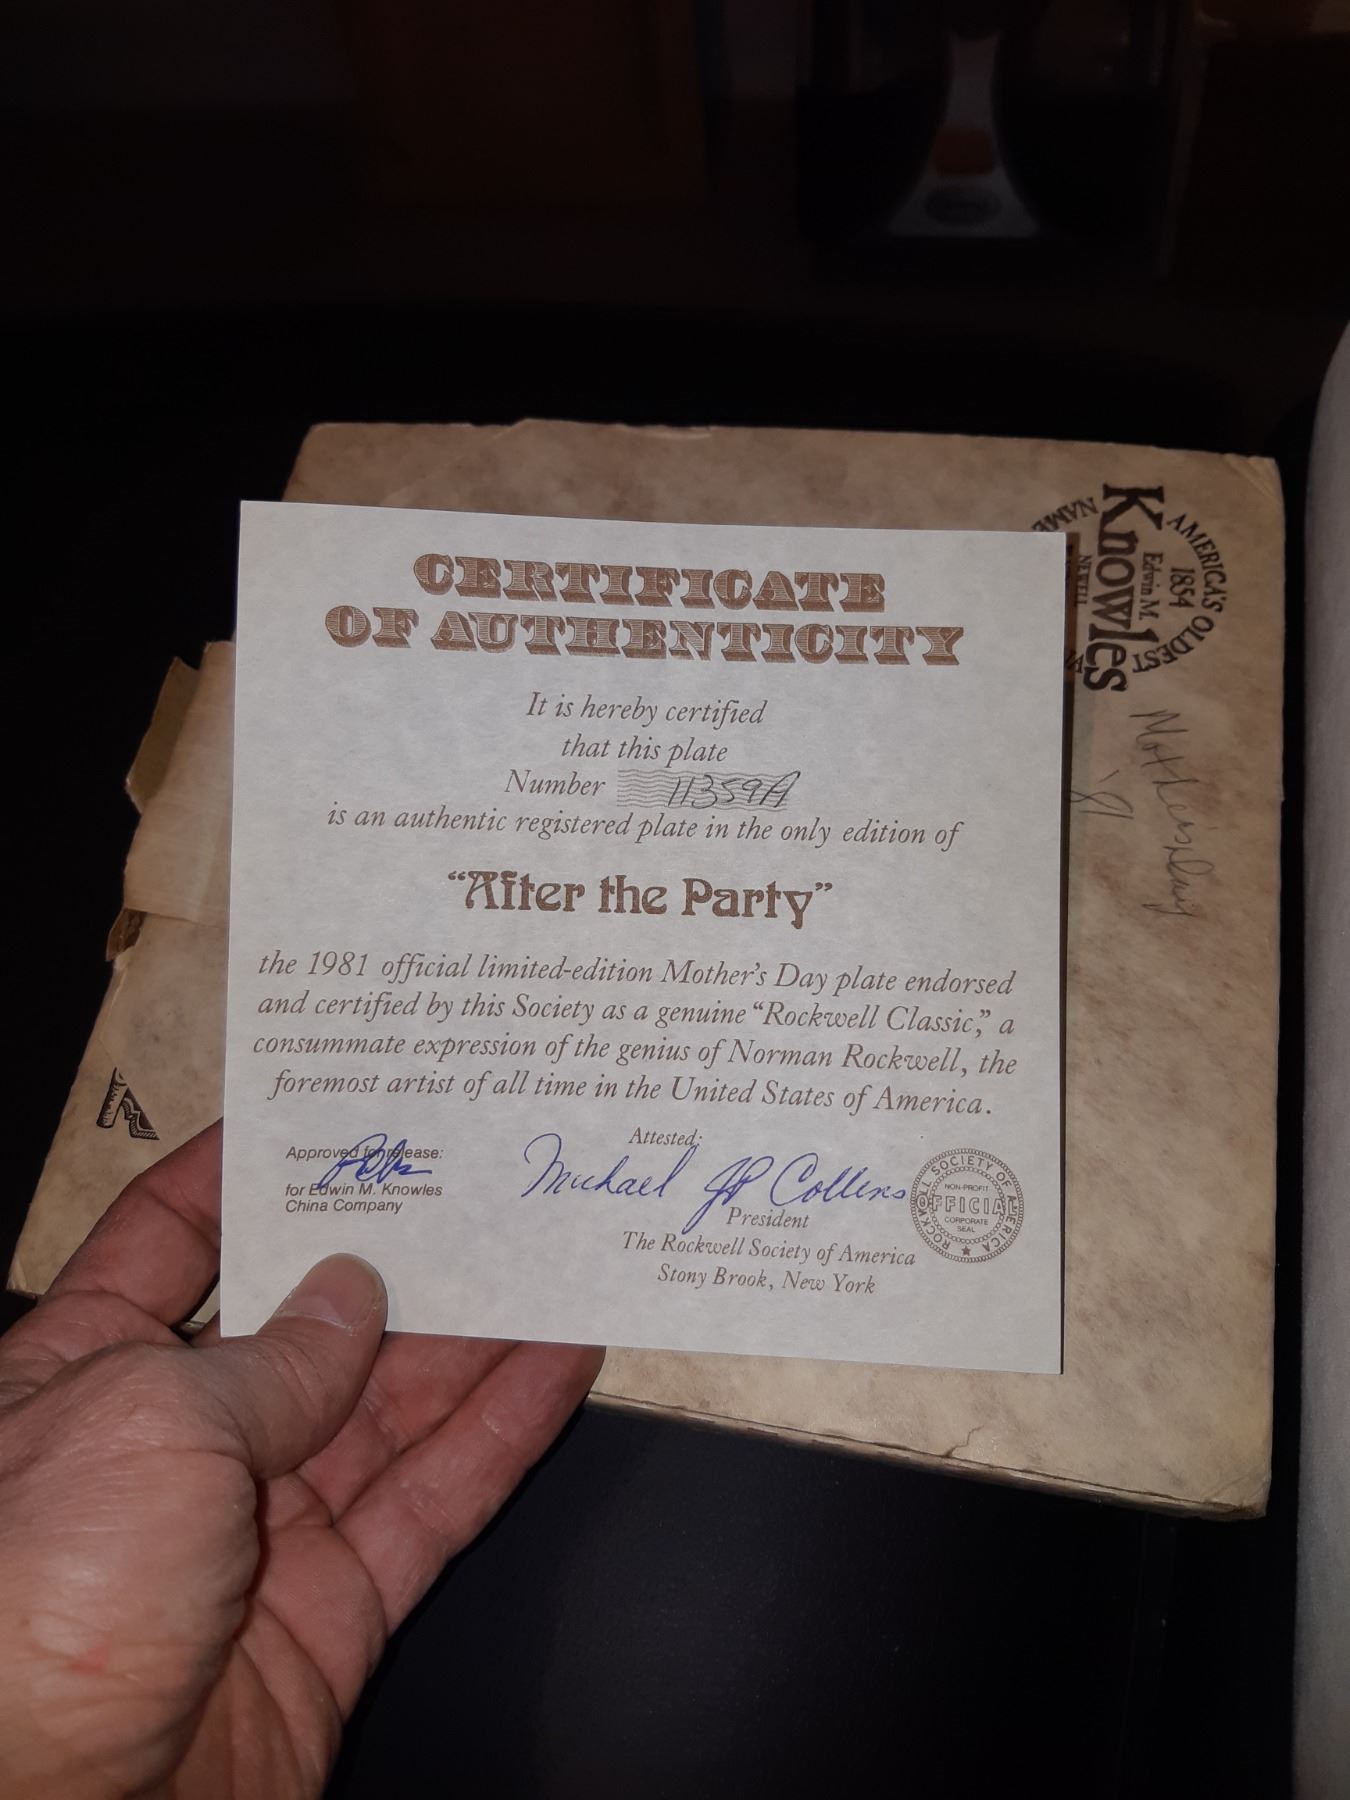 CERTIFICATE
OF AUTHENTICITY
It is hereby certified
that this plate
Number 11359A
is an authentic registered plate in the only edition of
“After the Party”
the 1981 official limited-edition Mother's Day plate endorsed
and certified by this Society as a genuine “Rockwell Classic,” a
consummate expression of the genius of Norman Rockwell, the
foremost artist of all time in the United States of America.
Approved for release:
for Edwin M. Knowles
China Company
Attested:
Michael JP Collins
President
The Rockwell Society of America
Stony Brook, New York
ROCKWELL SOCIETY OF AMERICA
NON-PROFIT
OFFICIAL
CORPORATE
SEAL
AMERICA'S OLDEST NAME
1854
Edwin M.
Knowles
NEWELL
Mothersday
81